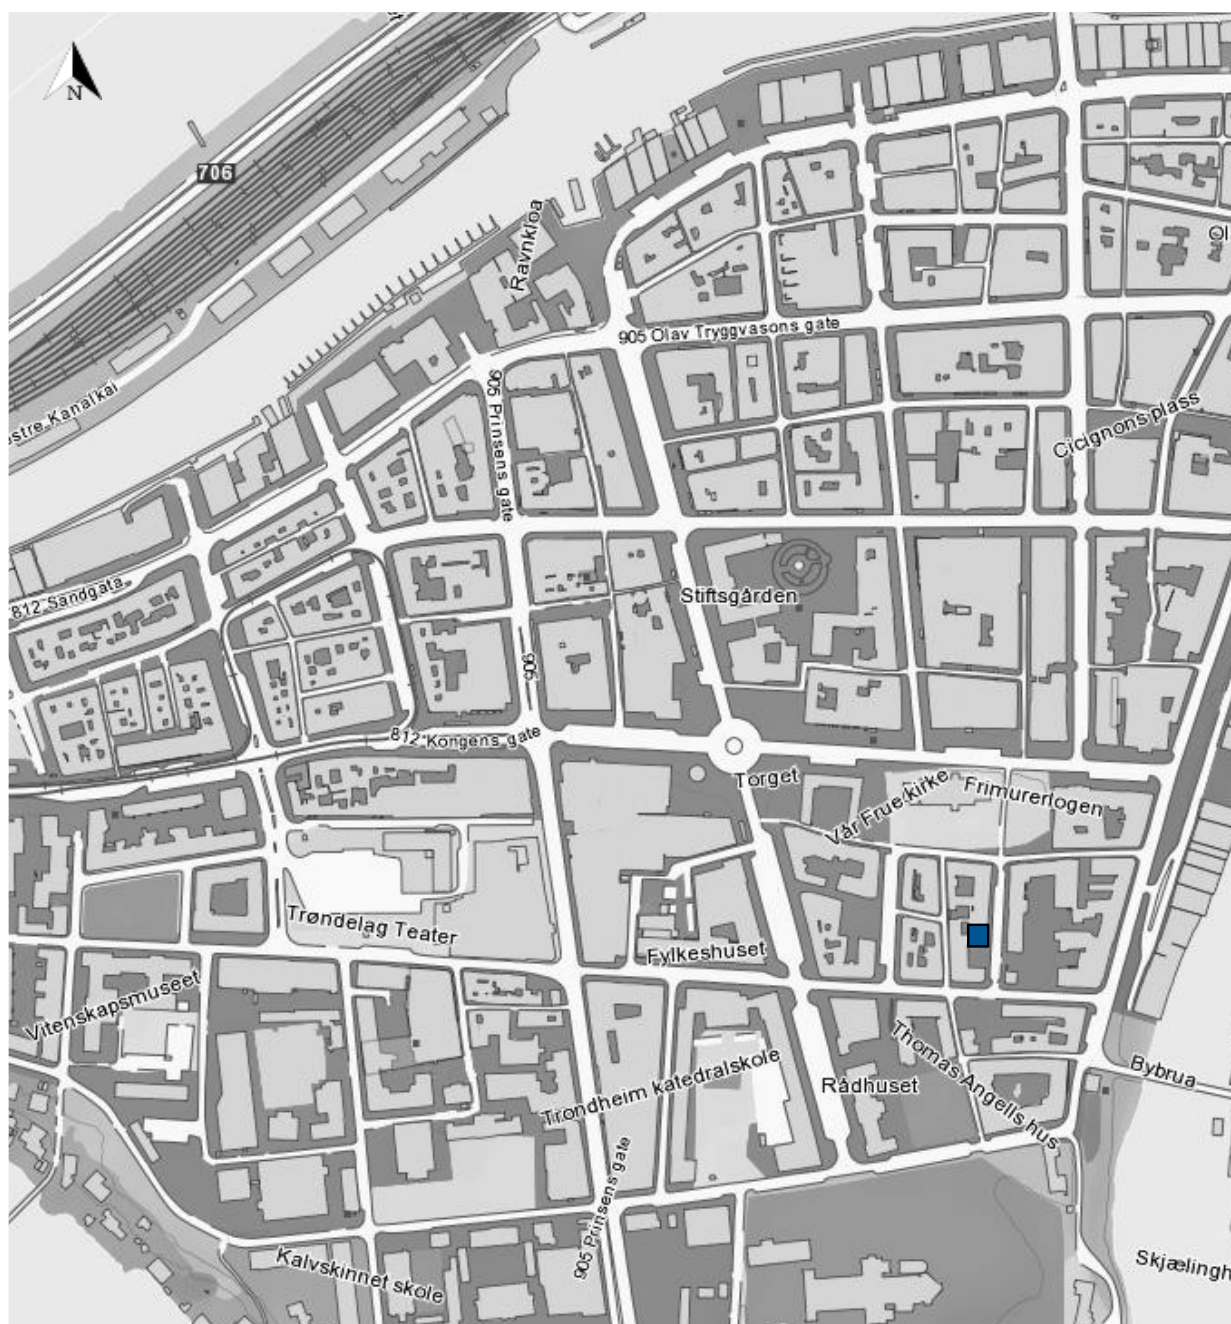 N
706
Ravnkloa
Ol
905 Olav Tryggvasons gate
905 Prinsens gate
Cicignons plass
812 Sandgata
Stiftsgården
906
812 Kongens gate
Torget
Vår Frue kirke
Frimurerlogen
Trøndelag Teater
Fylkeshuset
Vitenskapsmuseet
Thomas Angells hus
Trondheim katedralskole
Rådhuset
Bybrua
905 Prinsens gate
Kalvskinnet skole
Skjælingh